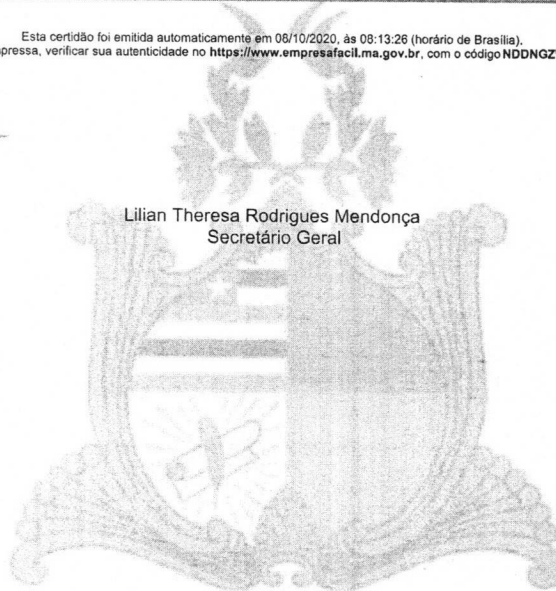 Esta certidão foi emitida automaticamente em 08/10/2020, às 08:13:26 (horário de Brasília).
verificar sua autenticidade no https://www.empresafacil.ma.gov.br, com o código
Lilian Theresa Rodrigues Mendonça
Secretário Geral